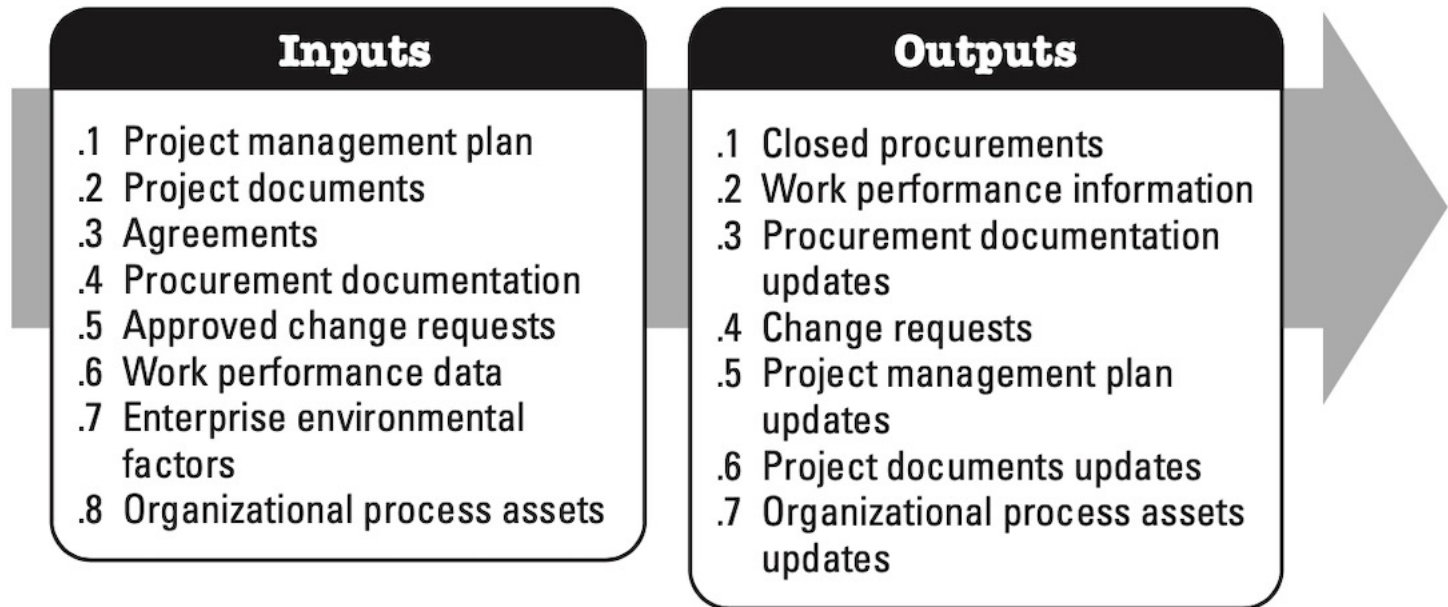 Inputs
.1 Project management plan
.2 Project documents
.3 Agreements
.4 Procurement documentation
.5 Approved change requests
.6 Work performance data
.7 Enterprise environmental
factors
.8 Organizational process assets
Outputs
.1 Closed procurements
.2 Work performance information
.3 Procurement documentation
updates
.4 Change requests
.5 Project management plan
updates
.6 Project documents updates
.7 Organizational process assets
updates